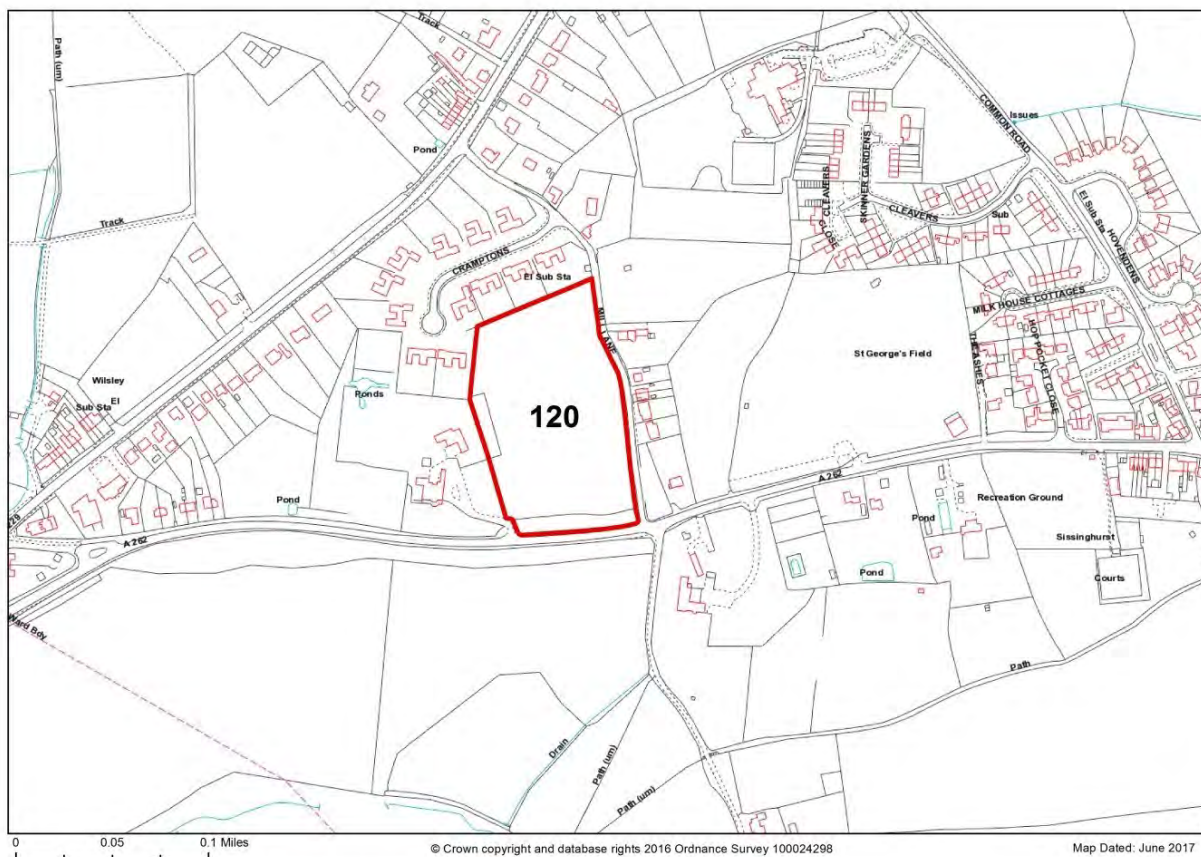 Track
Path (um)
COMMON ROAD
Issues
Pond
SKINNER GARDENS
CLEAVERS
CLOSE
CLEAVERS
Sub
El Sub Sta
HOVENDENS
Track
CRAMPTONS
El Sub Sta
MILL LANE
MILK HOUSE COTTAGES
THE ASHES
HOP POCKET CLOSE
St George's Field
Wilsley
El
Sub Sta
Ponds
120
A 262
Pond
Recreation Ground
Pond
Sissinghurst
A 262
Pond
Courts
Ward Bdy
Path
Drain
Path (um)
Path (um)
0 0.05 0.1 Miles
© Crown copyright and database rights 2016 Ordnance Survey 100024298
Map Dated: June 2017